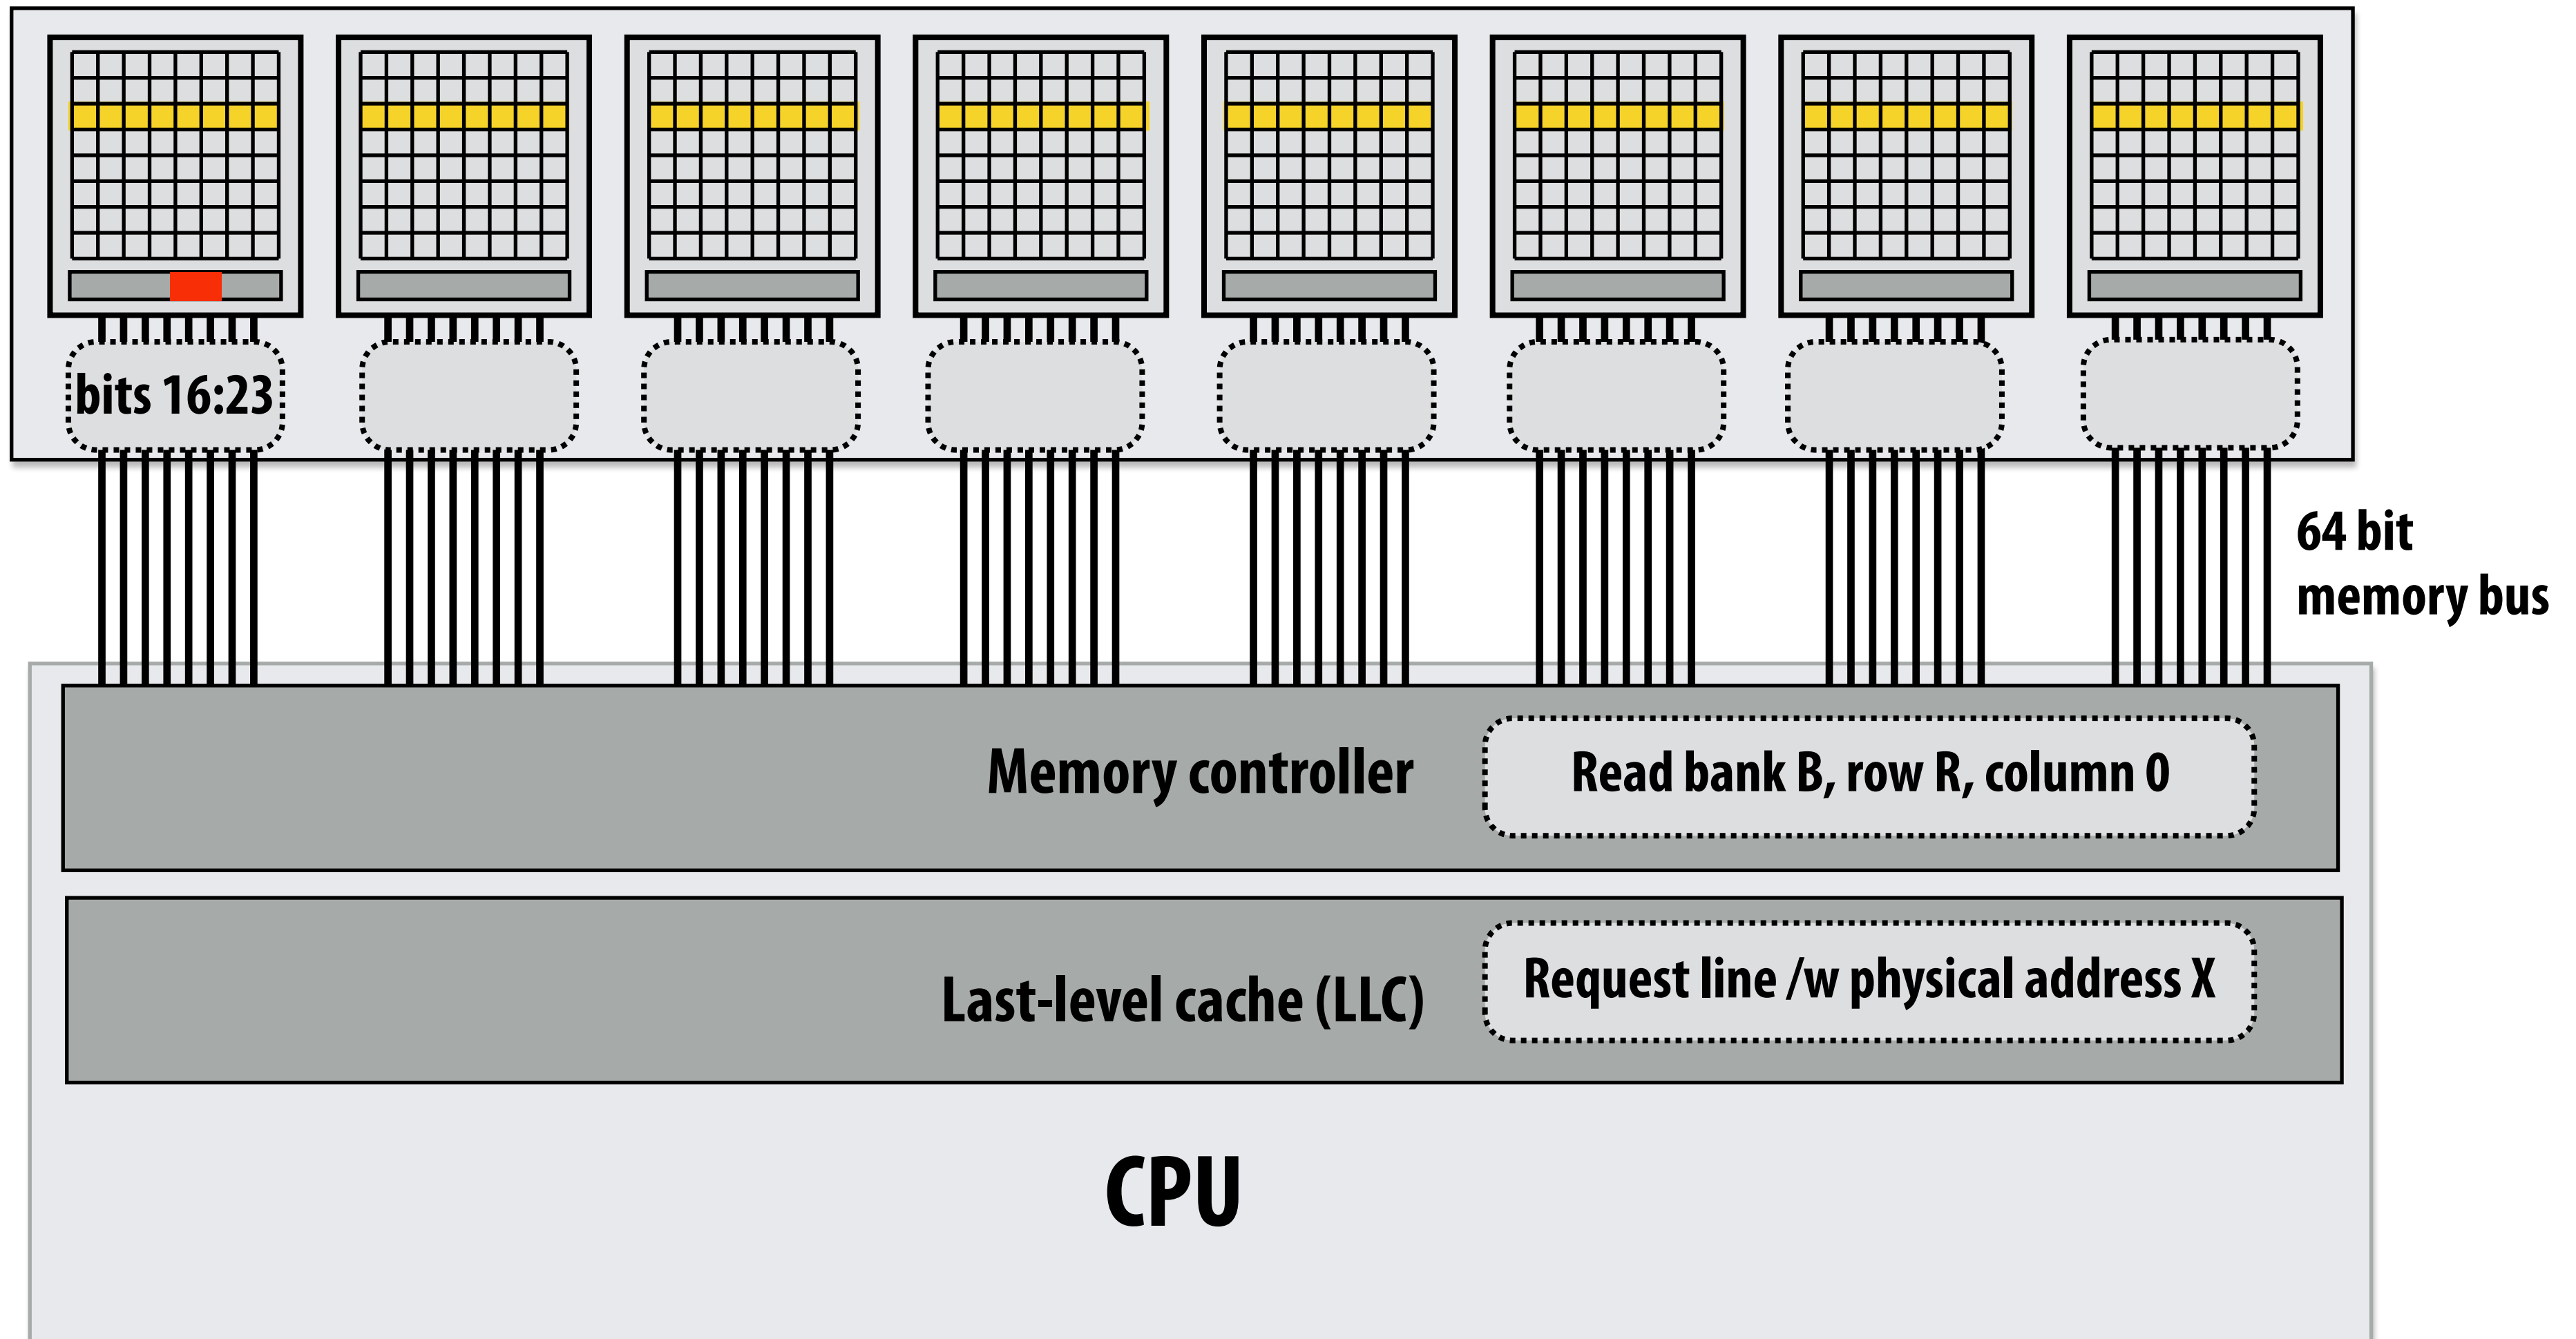 bits 16:23
64 bit
memory bus
Memory controller
Read bank B, row R, column 0
Last-level cache (LLC)
Request line /w physical address X
CPU